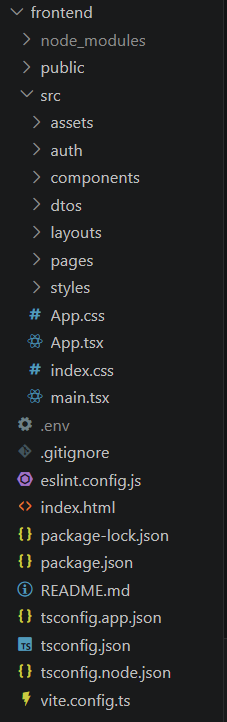 frontend
node_modules
public
src
assets
auth
components
dtos
layouts
pages
styles
# App.css
App.tsx
# index.css
main.tsx
.env
.gitignore
eslint.config.js
<> index.html
{} package-lock.json
{} package.json
README.md
{} tsconfig.app.json
TS tsconfig.json
{} tsconfig.node.json
vite.config.ts